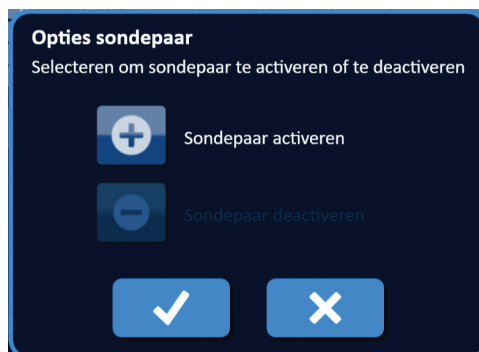 Opties sondepaar
Selecteren om sondepaar te activeren of te deactiveren
Sondepaar activeren
Sondepaar deactiveren